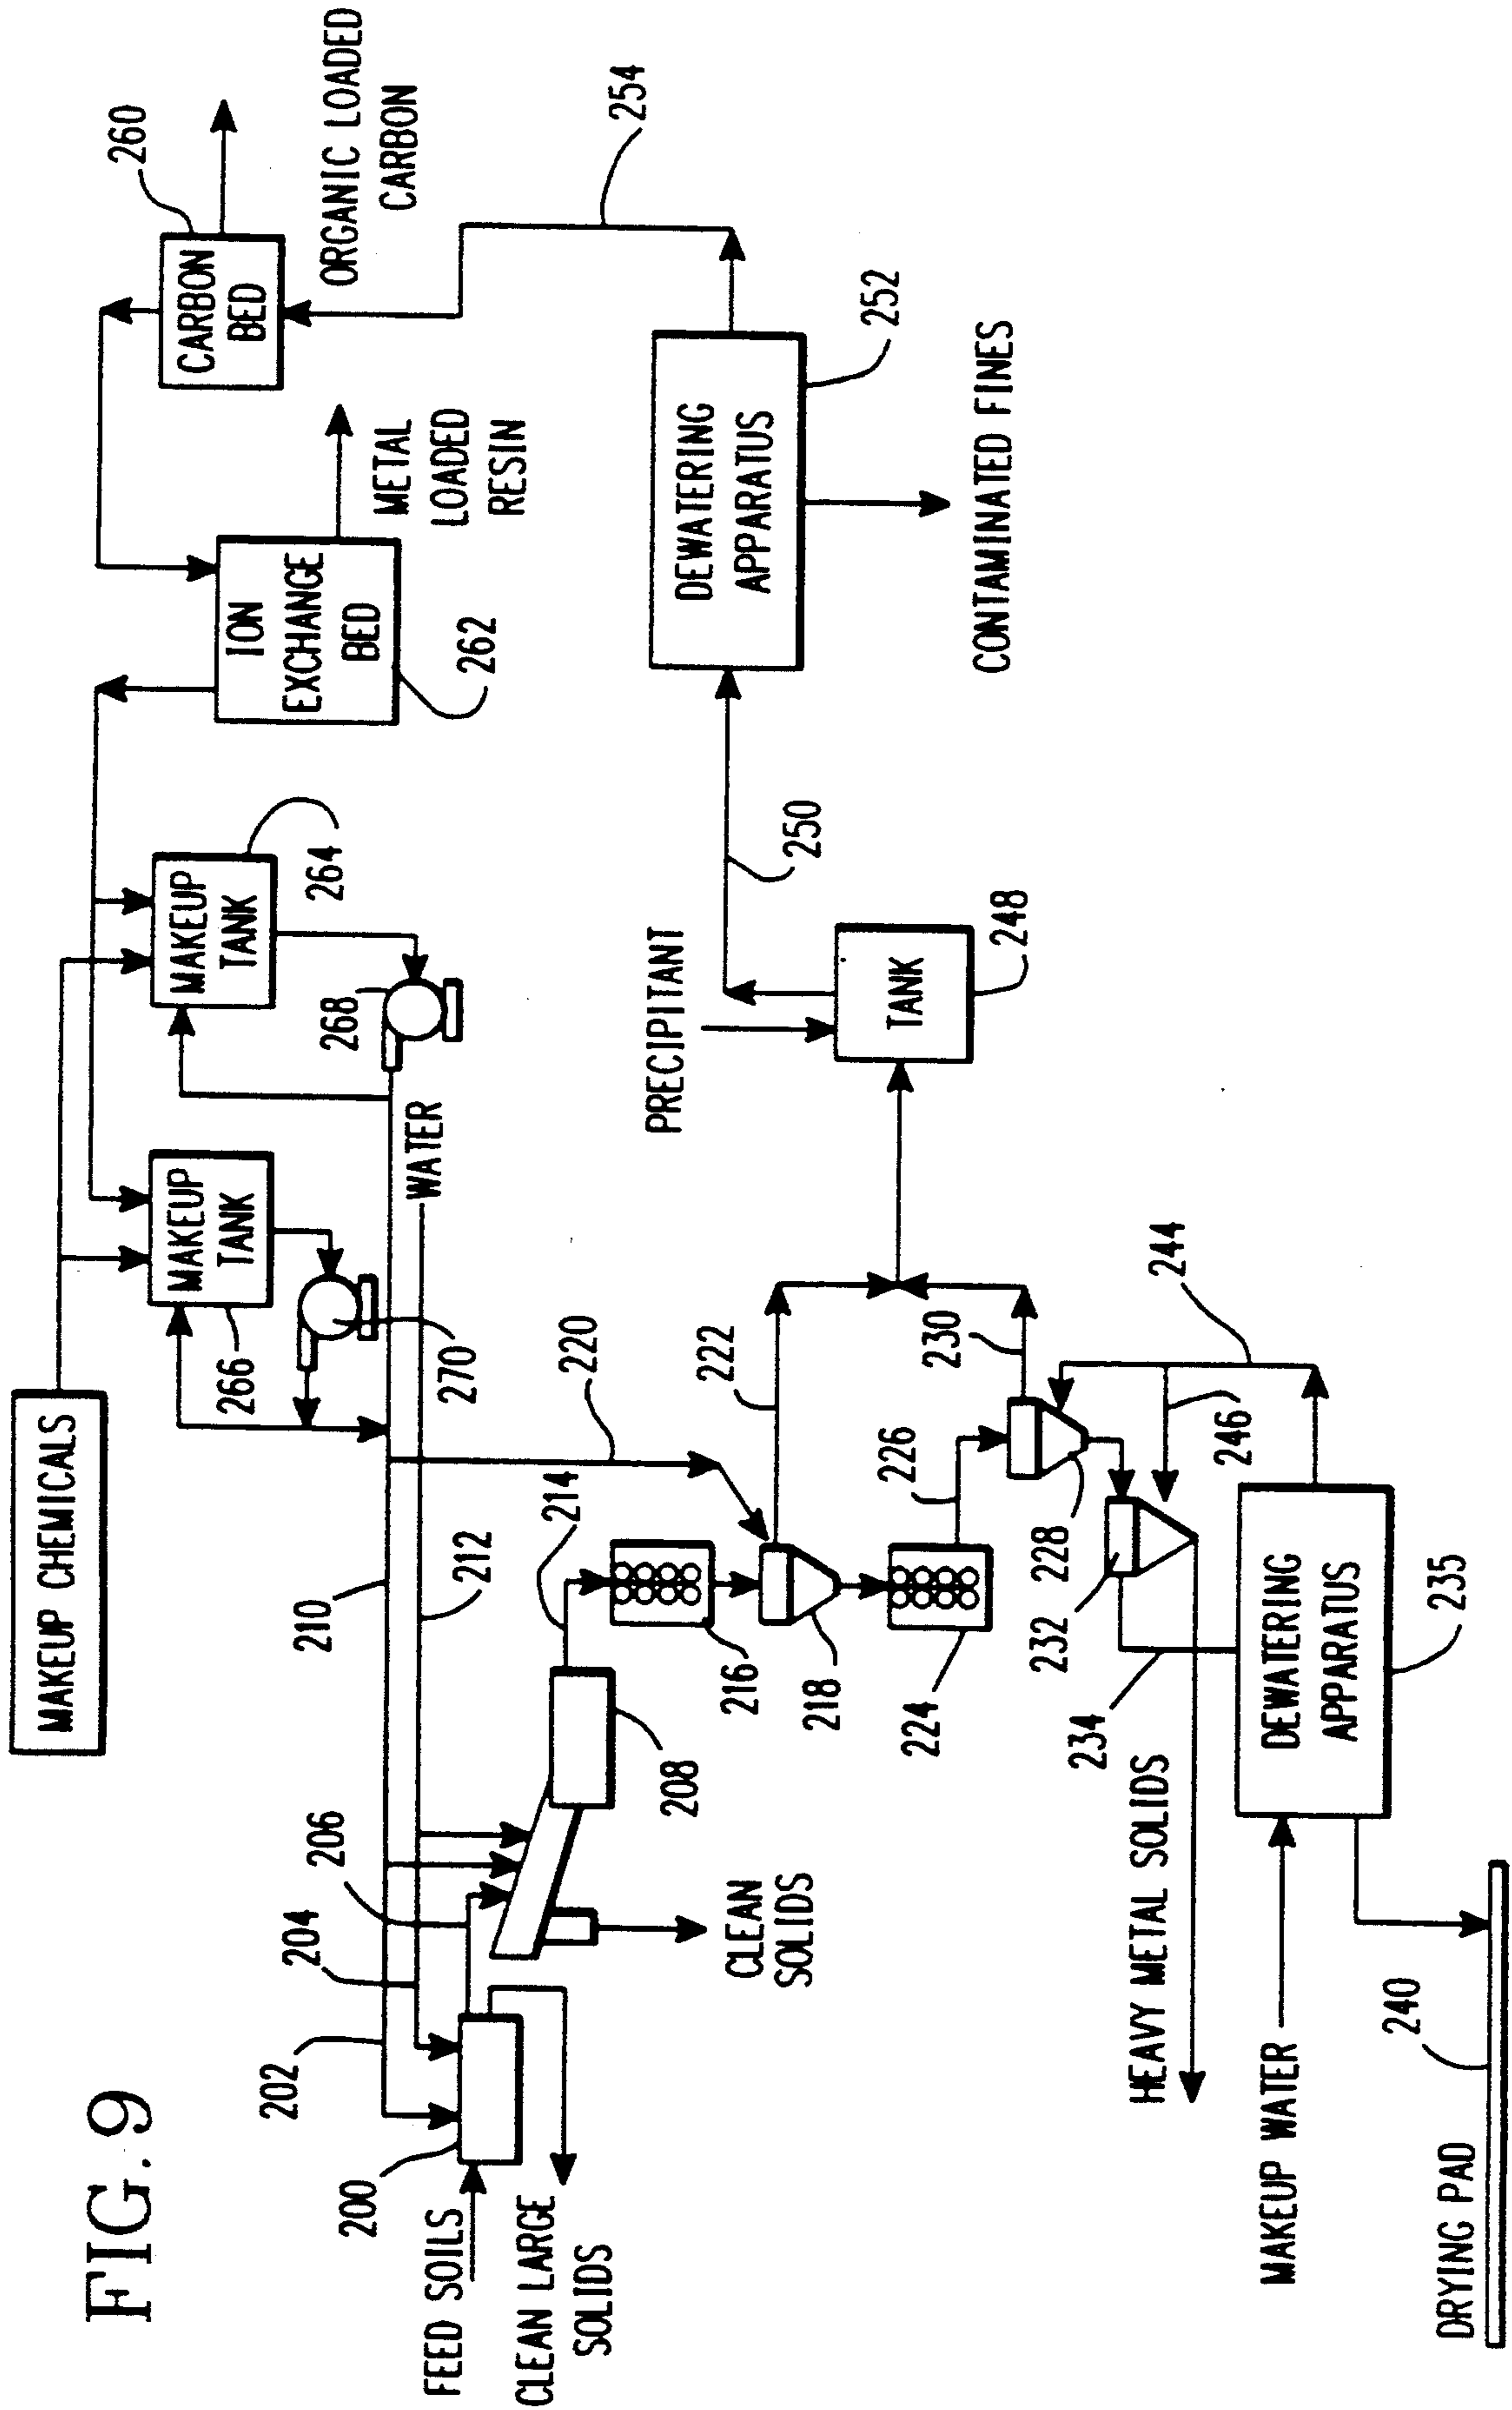 FIG. 9
MAKEUP CHEMICALS
MAKEUP
TANK
266
270
MAKEUP
TANK
264
268
ION
EXCHANGE
BED
262
METAL
LOADED
RESIN
CARBON
BED
260
ORGANIC LOADED
CARBON
254
WATER
210
212
202
204
206
200
FEED SOILS
CLEAN LARGE
SOLIDS
208
CLEAN
SOLIDS
214
216
220
218
222
224
226
228
230
232
234
PRECIPITANT
TANK
248
250
DEWATERING
APPARATUS
252
CONTAMINATED FINES
244
246
HEAVY METAL SOLIDS
DEWATERING
APPARATUS
235
MAKEUP WATER
240
DRYING PAD